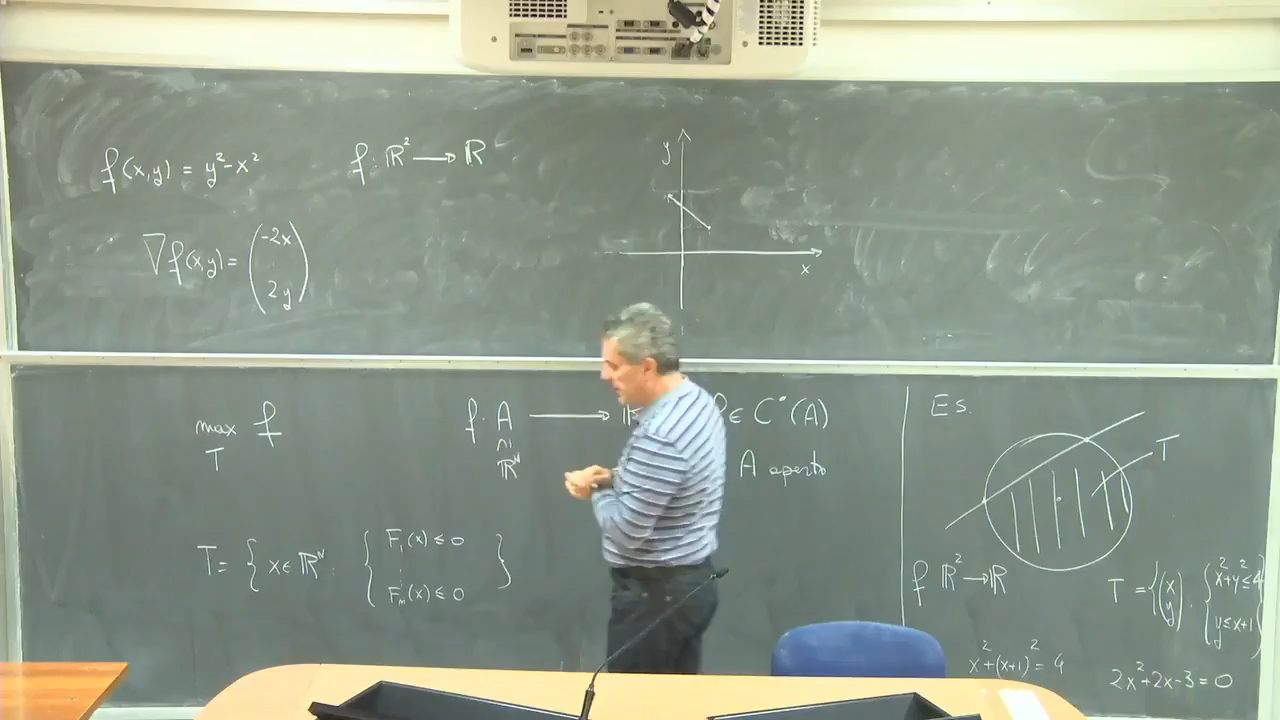 f(x,y) = y²-x²
f: ℝ² → ℝ
∇f(x,y) = (-2x
2y)
y
x
max f
T
f: A →
∩
ℝᴺ
∈ C°(A)
A aperto
T = { x∈ℝᴺ : { F₁(x) ≤ 0
⋮
Fₘ(x) ≤ 0 }
Es.
T
f ℝ² → ℝ
T = {(x
y) : { x²+y² ≤ 4
y ≤ x+1 }
x²+(x+1)² = 4
2x²+2x-3=0